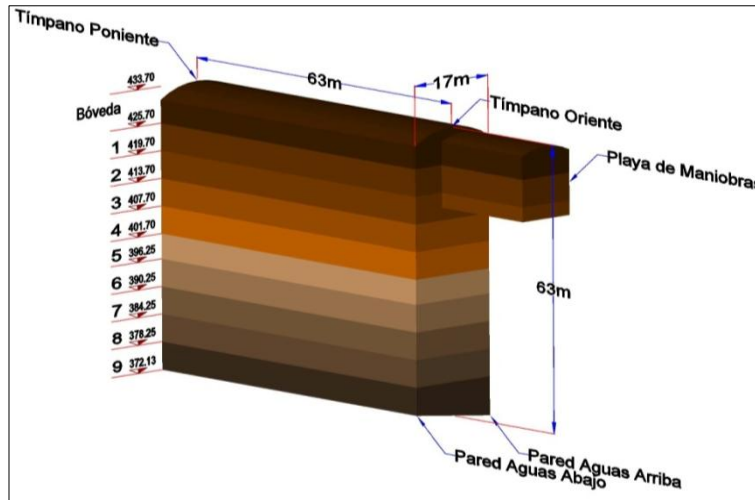 Tímpano Poniente
433.70
63m
17m
Tímpano Oriente
Bóveda
425.70
1 419.70
2 413.70
3 407.70
4 401.70
5 396.25
6 390.25
7 384.25
8 378.25
9 372.13
Playa de Maniobras
63m
Pared Aguas Arriba
Pared Aguas Abajo